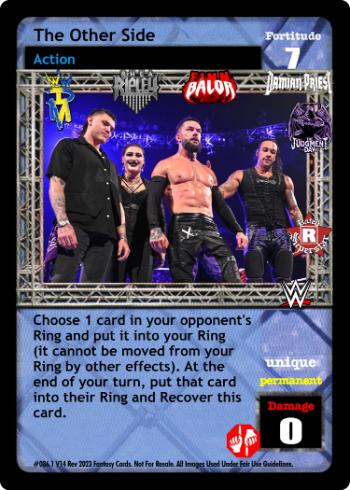 The Other Side
Fortitude
7
Action
RHEA
RIPLEY
FINN
BALOR
DAMIAN PRIEST
JUDGMENT
DAY
R
W
Choose 1 card in your opponent's
Ring and put it into your Ring
(it cannot be moved from your
Ring by other effects). At the
end of your turn, put that
card into their Ring and Recover this
card.
unique
permanent
Damage
0
#086.1 V14 Rev 2023 Fantasy Cards. Not For Resale. All Images Used Under Fair Use Guidelines.